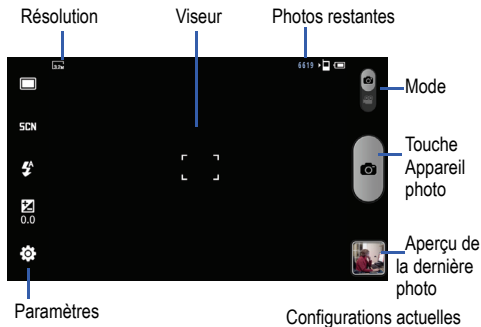 Résolution
Viseur
Photos restantes
6619
SCN
0.0
Mode
Touche
Appareil
photo
Aperçu de
la dernière
photo
Paramètres
Configurations actuelles